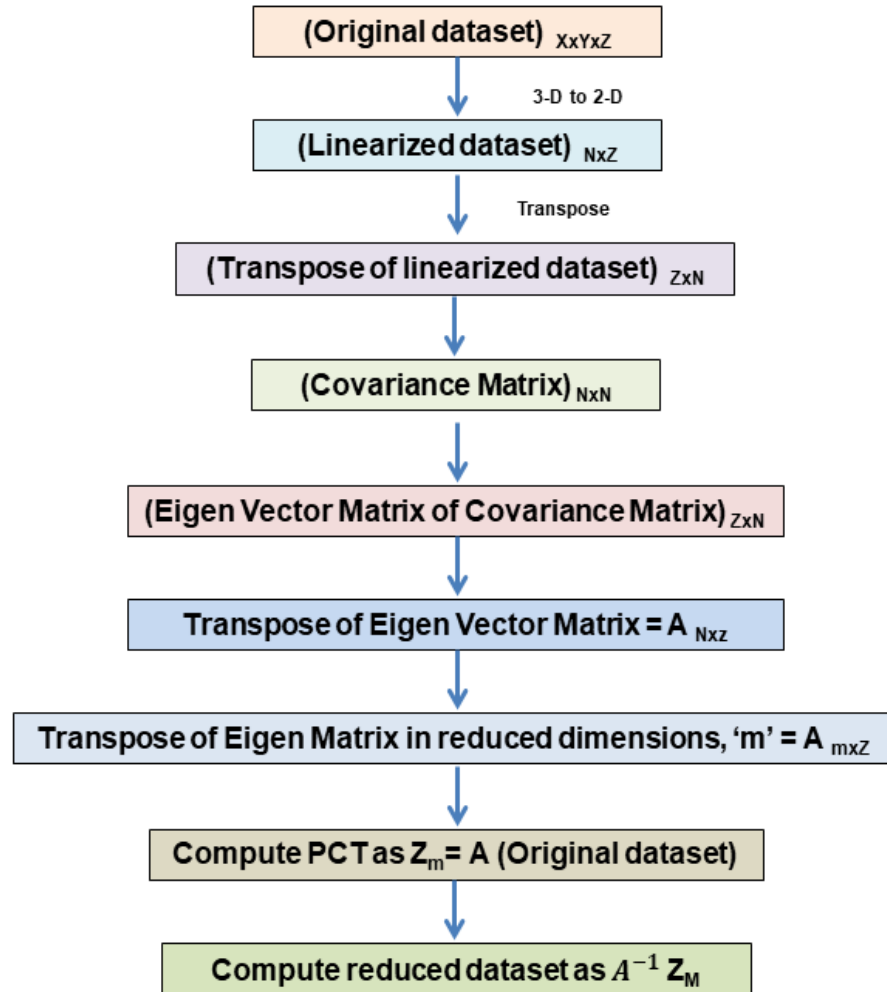 (Original dataset) XxYxZ
3-D to 2-D
(Linearized dataset) NxZ
Transpose
(Transpose of linearized dataset) ZxN
(Covariance Matrix) NxN
(Eigen Vector Matrix of Covariance Matrix) ZxN
Transpose of Eigen Vector Matrix = A Nxz
Transpose of Eigen Matrix in reduced dimensions, ‘m’ = A mxZ
Compute PCT as Zm= A (Original dataset)
Compute reduced dataset as A⁻¹ ZM